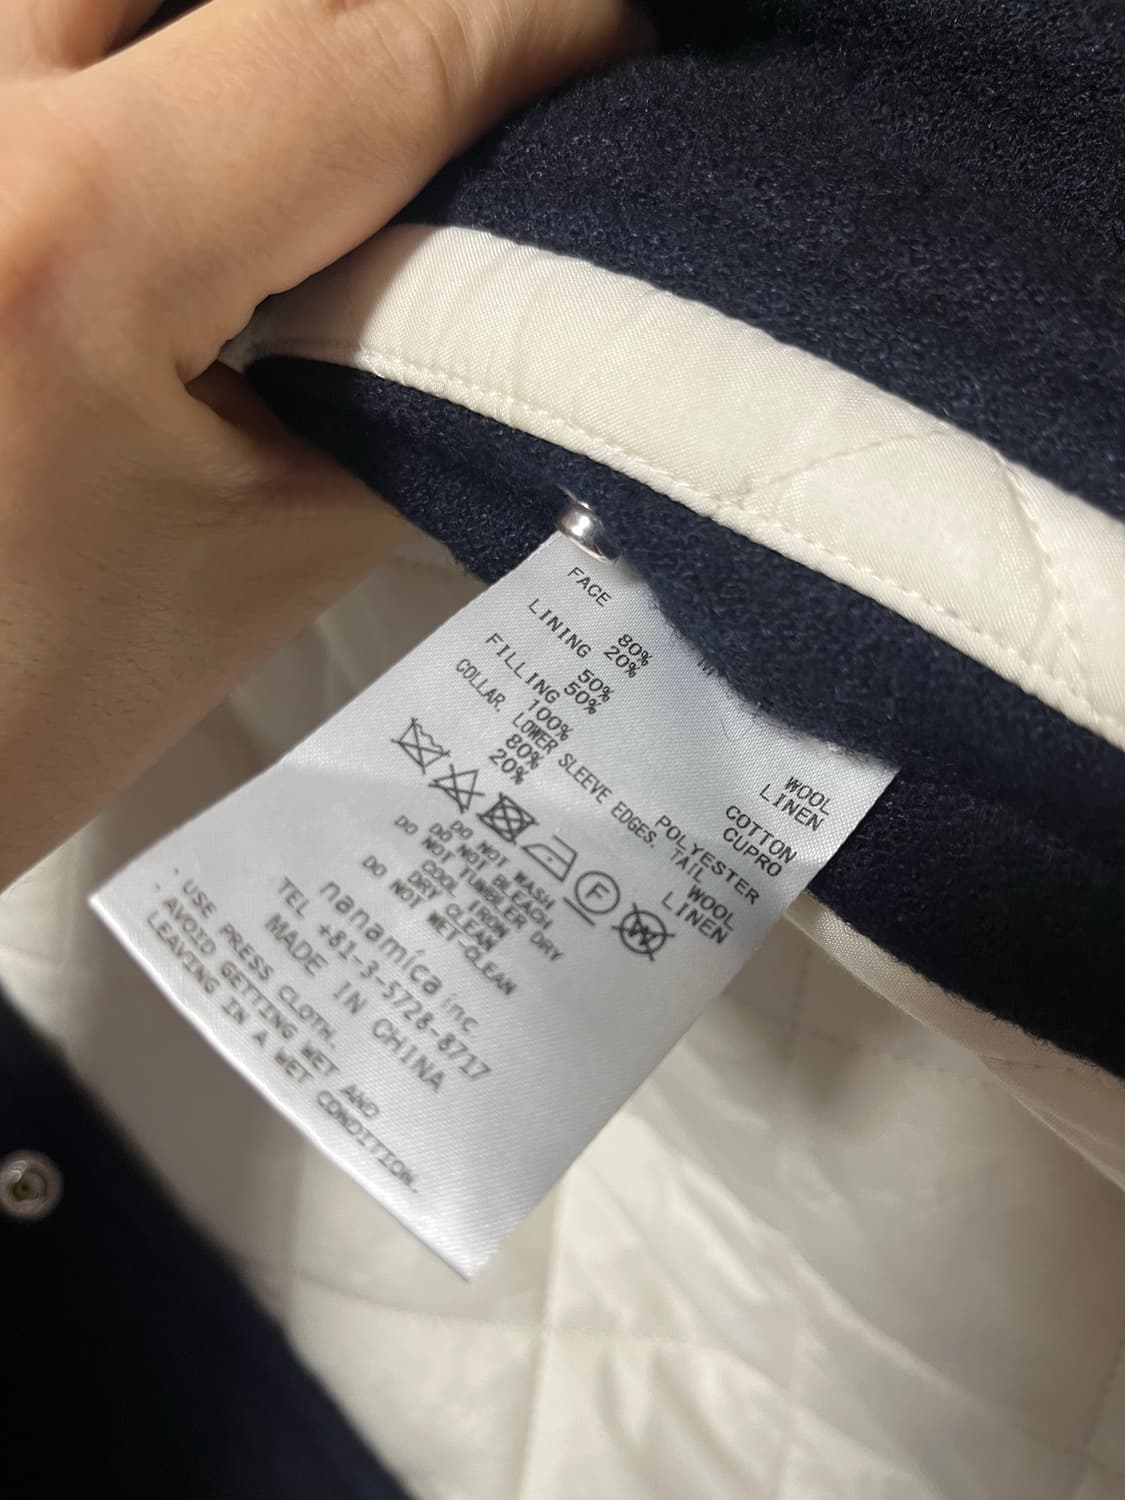 FACE
80% WOOL
20% LINEN
LINING
50% COTTON
50% CUPRO
FILLING
100% POLYESTER
COLLAR, LOWER SLEEVE EDGES, TAIL
80% WOOL
20% LINEN
F
W
DO NOT WASH
DO NOT BLEACH
DO NOT TUMBLER DRY
COOL IRON
DRY CLEAN
DO NOT WET-CLEAN
nanamica inc
TEL +81-3-5728-8717
MADE IN CHINA
· USE PRESS CLOTH.
· AVOID GETTING WET AND
LEAVING IN A WET CONDITION.